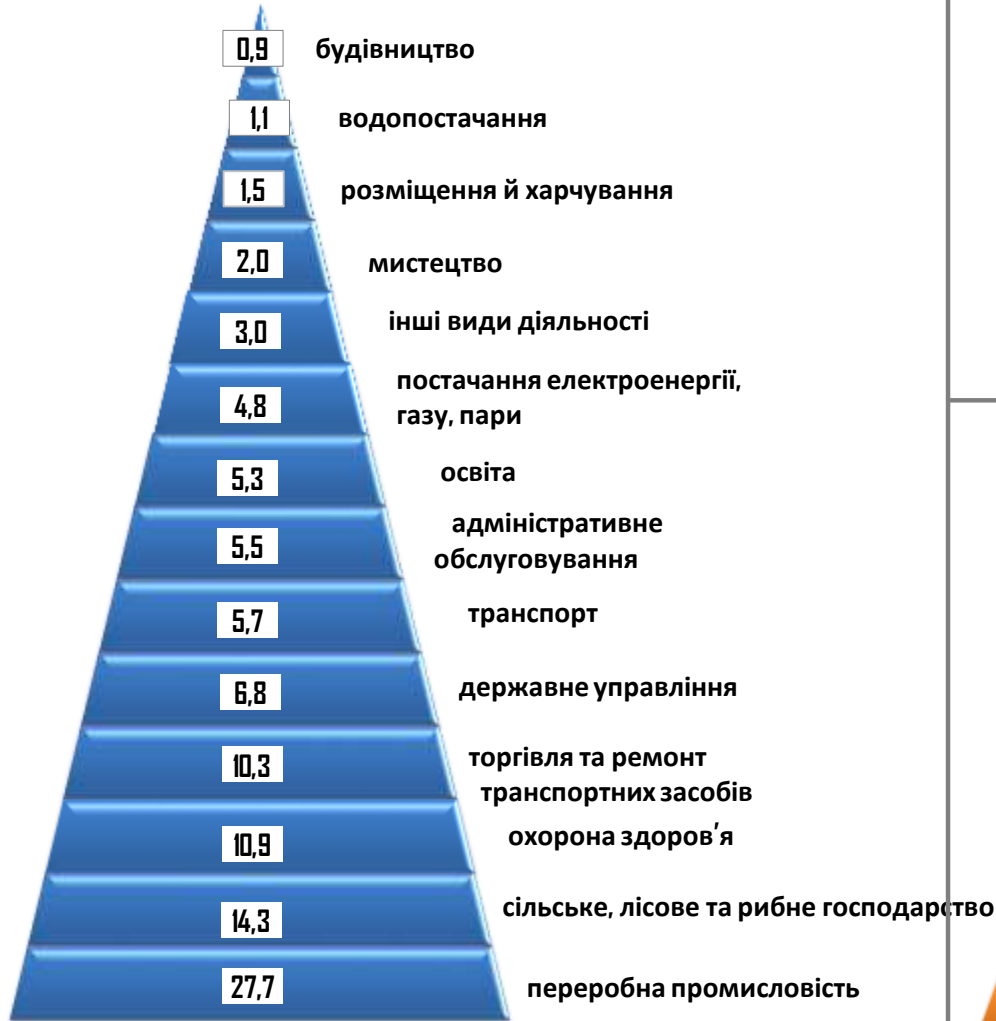 0,9 будівництво
1,1 водопостачання
1,5 розміщення й харчування
2,0 мистецтво
3,0 інші види діяльності
4,8 постачання електроенергії,
газу, пари
5,3 освіта
5,5 адміністративне
обслуговування
5,7 транспорт
6,8 державне управління
10,3 торгівля та ремонт
транспортних засобів
10,9 охорона здоров'я
14,3 сільське, лісове та рибне господарство
27,7 переробна промисловість